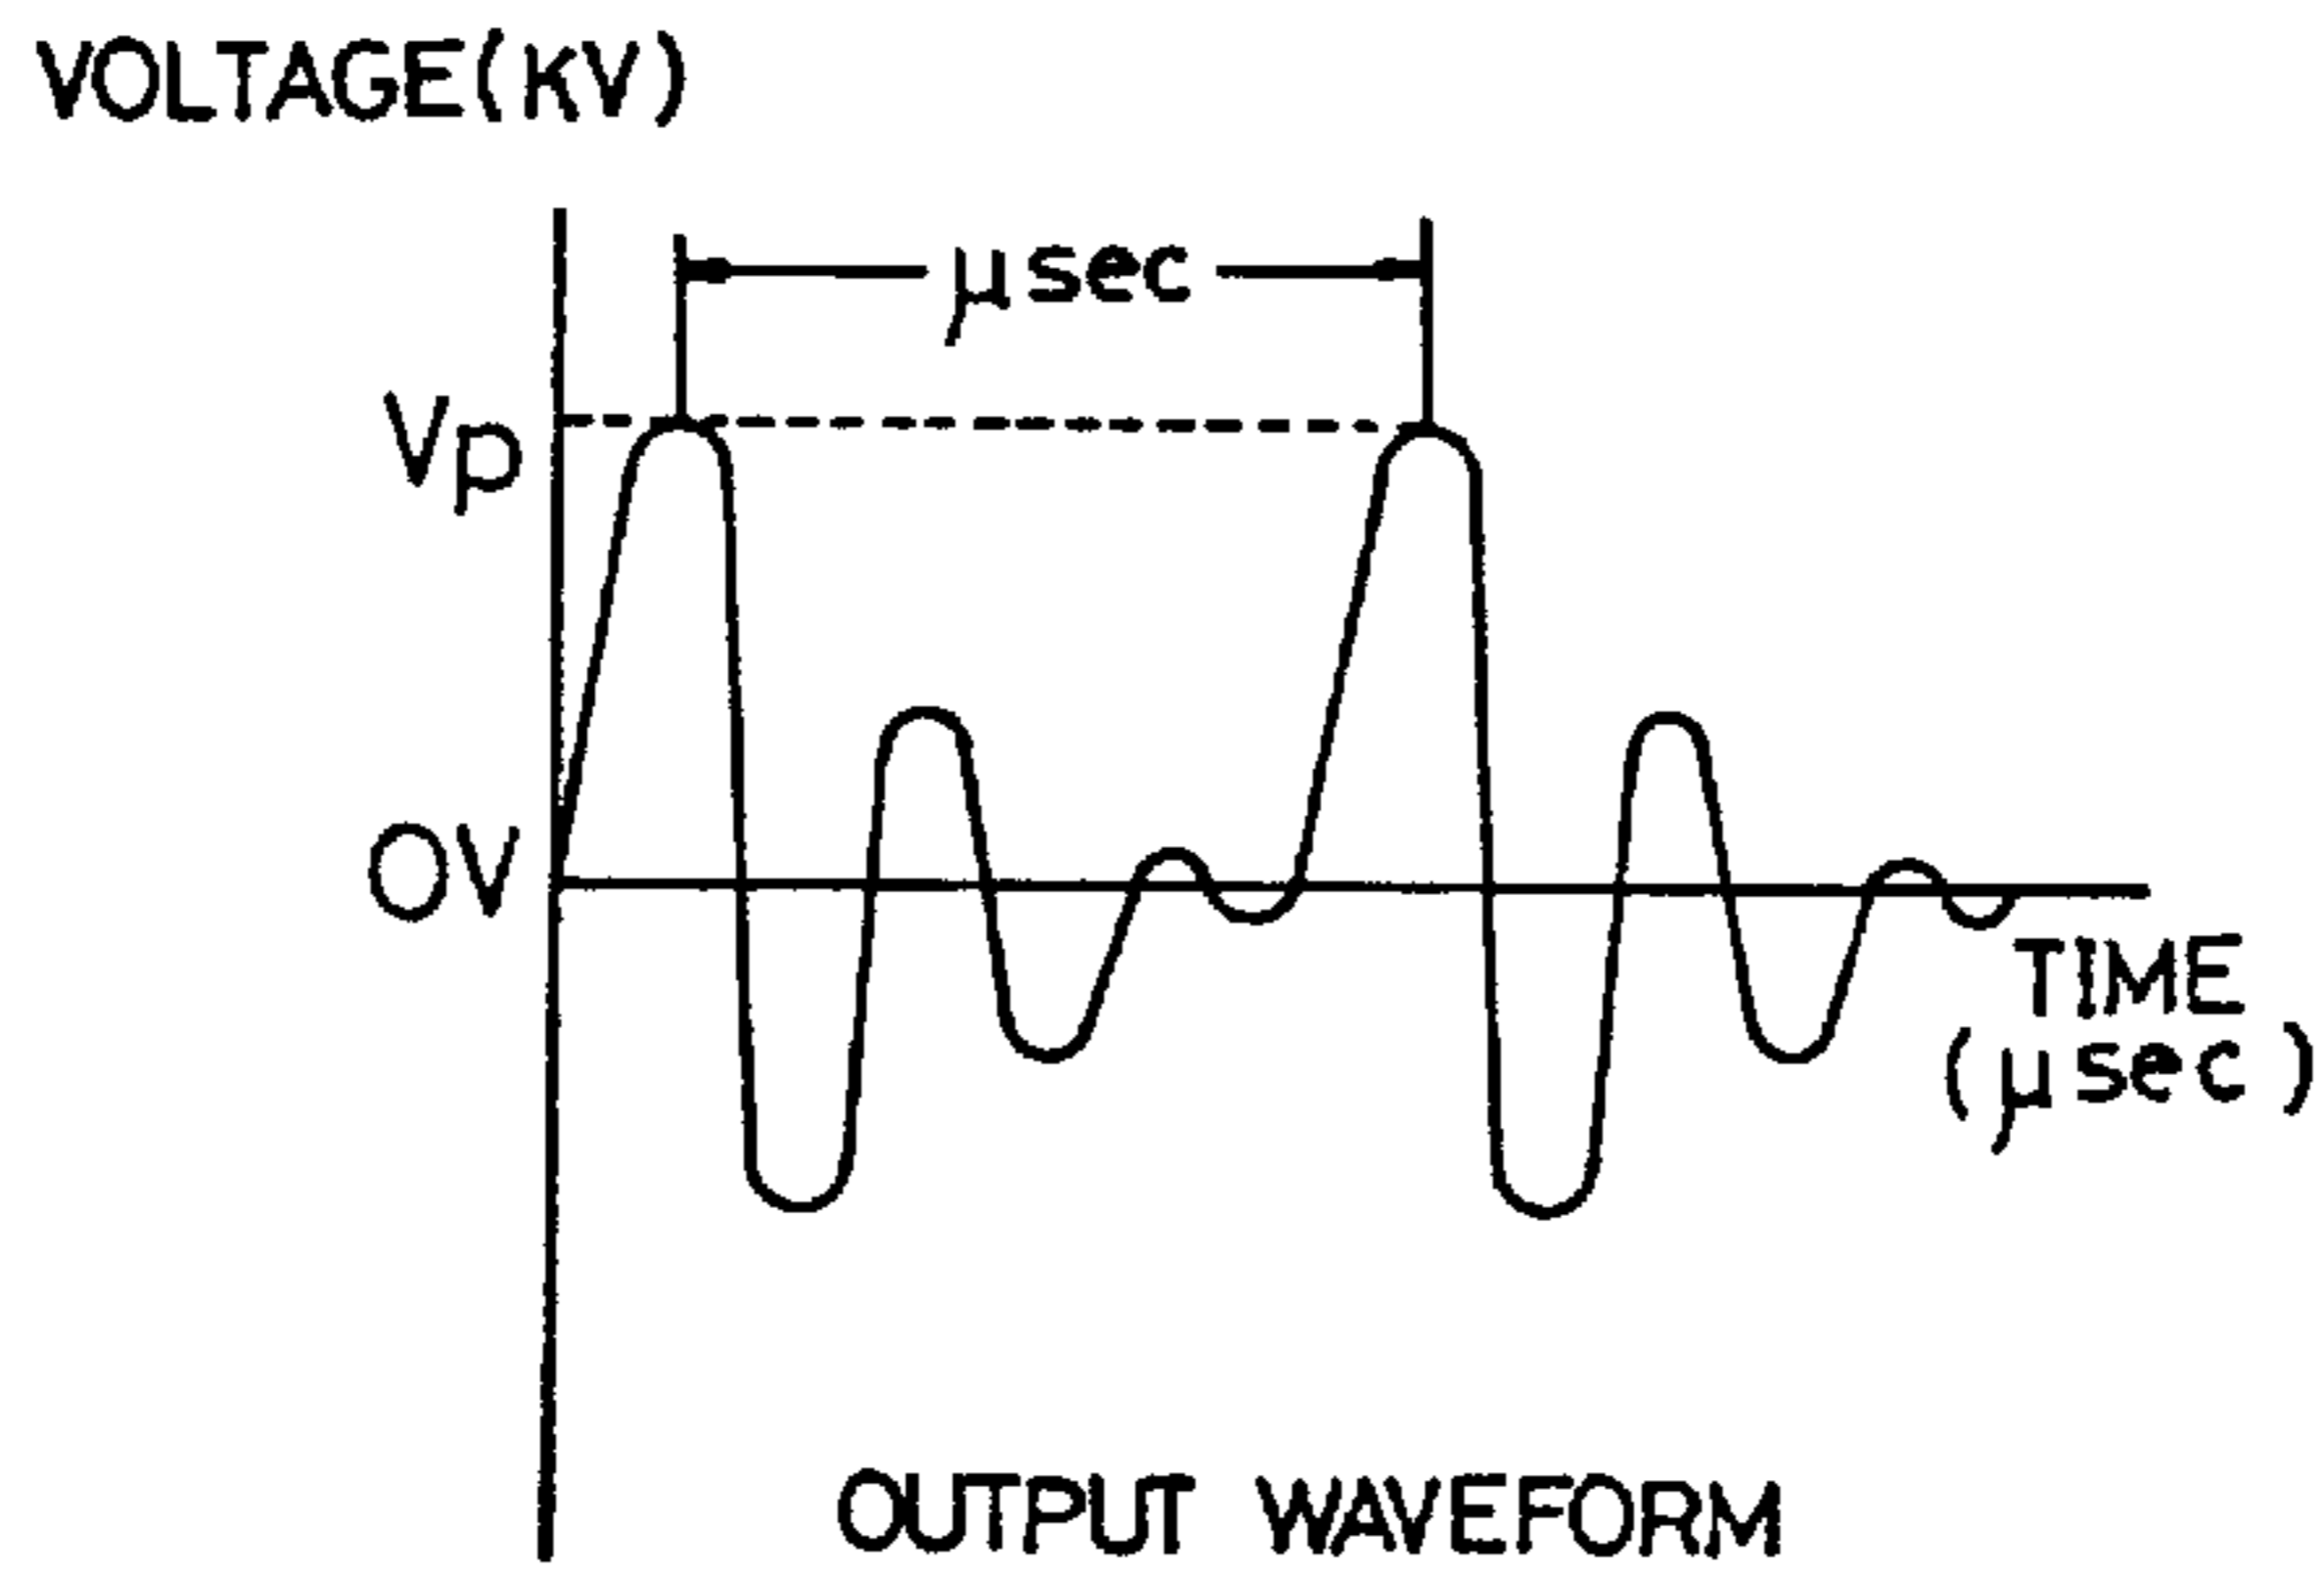 VOLTAGE(KV)
µsec
Vp
OV
TIME
(µsec)
OUTPUT WAVEFORM